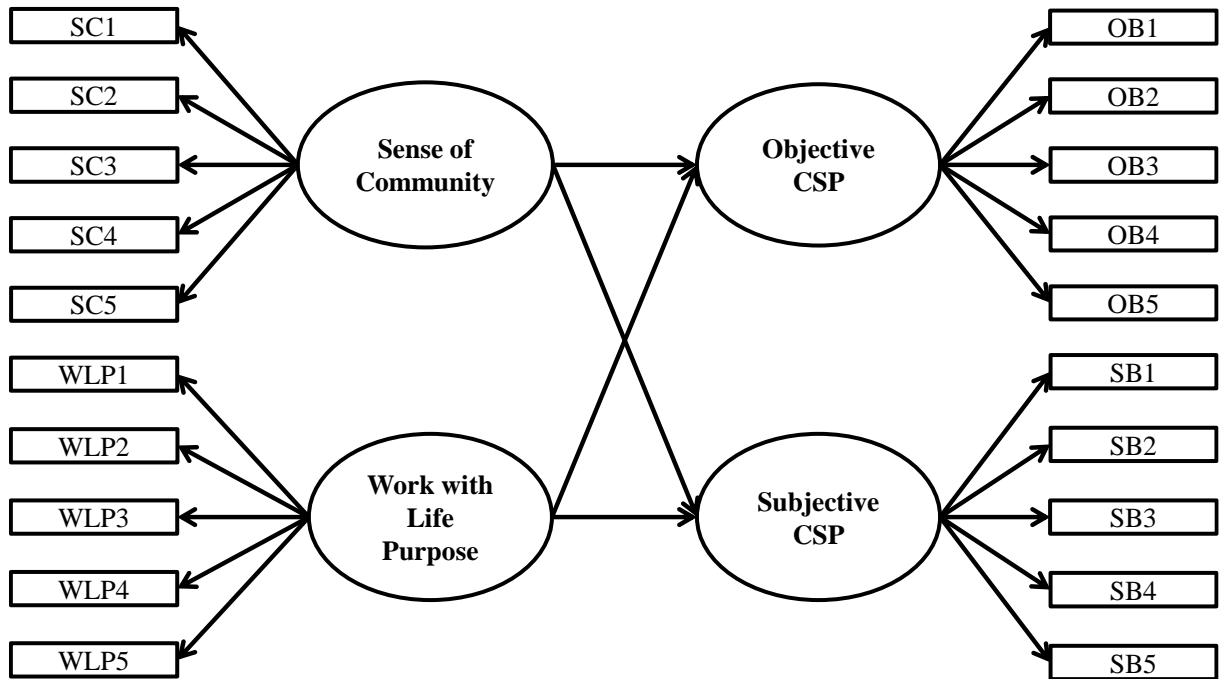 SC1
SC2
SC3
SC4
SC5
WLP1
WLP2
WLP3
WLP4
WLP5
Sense of
Community
Work with
Life
Purpose
Objective
CSP
Subjective
CSP
OB1
OB2
OB3
OB4
OB5
SB1
SB2
SB3
SB4
SB5